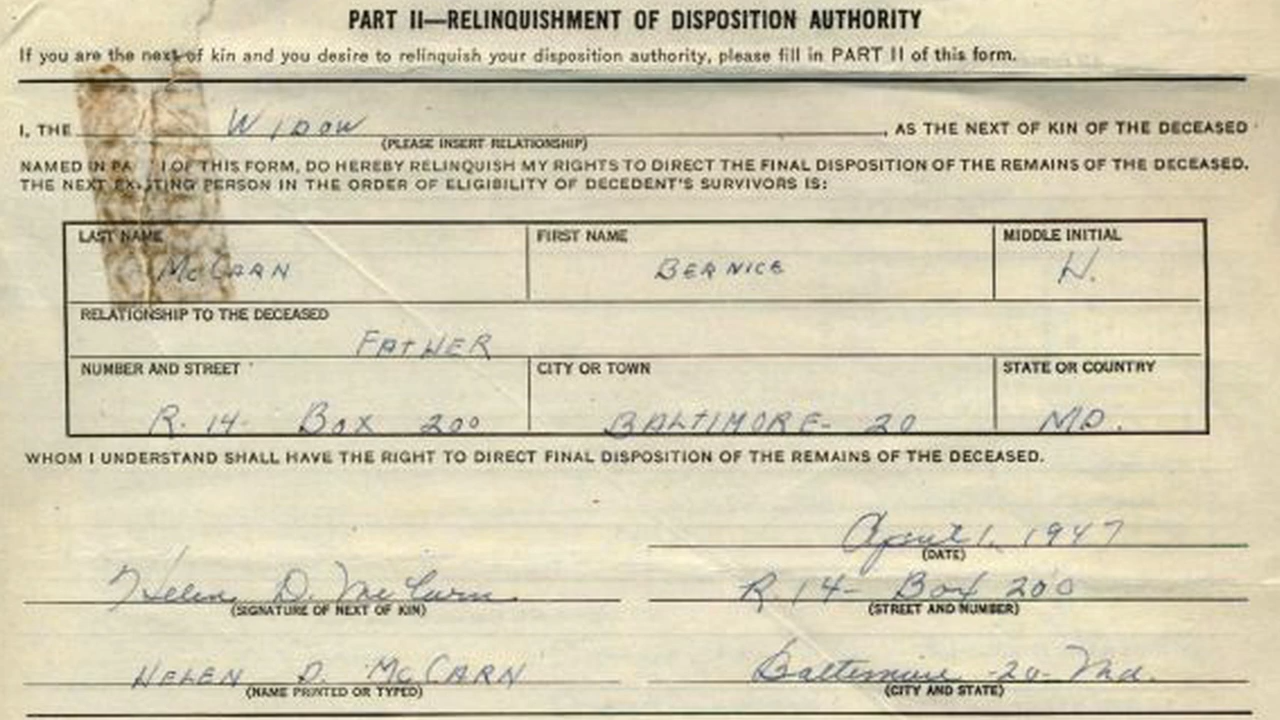 PART II—RELINQUISHMENT OF DISPOSITION AUTHORITY
If you are the next of kin and you desire to relinquish your disposition authority, please fill in PART II of this form.
I, THE WIDOW, AS THE NEXT OF KIN OF THE DECEASED
(PLEASE INSERT RELATIONSHIP)
NAMED IN PA I OF THIS FORM, DO HEREBY RELINQUISH MY RIGHTS TO DIRECT THE FINAL DISPOSITION OF THE REMAINS OF THE DECEASED.
THE NEXT EXISTING PERSON IN THE ORDER OF ELIGIBILITY OF DECEDENT'S SURVIVORS IS:
LAST NAME FIRST NAME MIDDLE INITIAL
McCARN BERNICE H.
RELATIONSHIP TO THE DECEASED
FATHER
NUMBER AND STREET CITY OR TOWN STATE OR COUNTRY
R. 14- BOX 200 BALTIMORE- 20 MD.
WHOM I UNDERSTAND SHALL HAVE THE RIGHT TO DIRECT FINAL DISPOSITION OF THE REMAINS OF THE DECEASED.
April 1, 1947
(DATE)
Helen D. McCarn R 14- Box 200
(SIGNATURE OF NEXT OF KIN) (STREET AND NUMBER)
HELEN D. McCARN Baltimore -20- Md.
(NAME PRINTED OR TYPED) (CITY AND STATE)